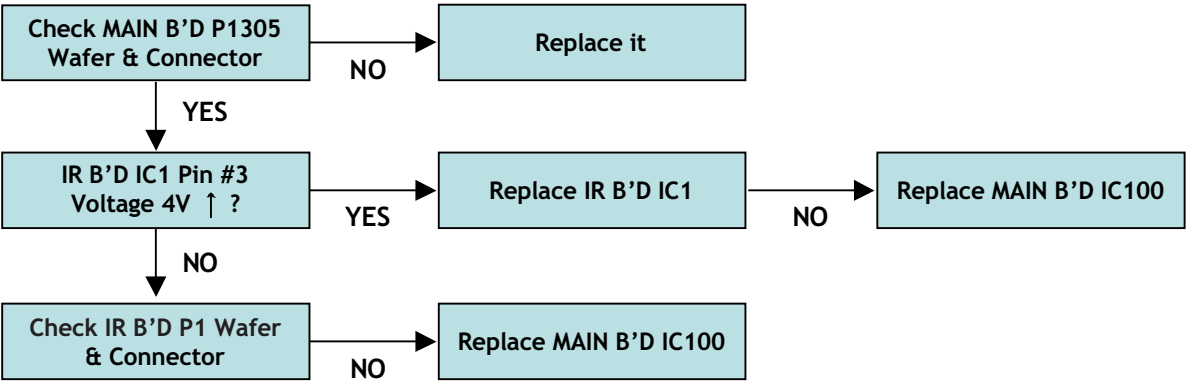 Check MAIN B’D P1305
Wafer & Connector
NO
Replace it
YES
IR B’D IC1 Pin #3
Voltage 4V ↑ ?
YES
Replace IR B’D IC1
NO
Replace MAIN B’D IC100
NO
Check IR B’D P1 Wafer
& Connector
NO
Replace MAIN B’D IC100